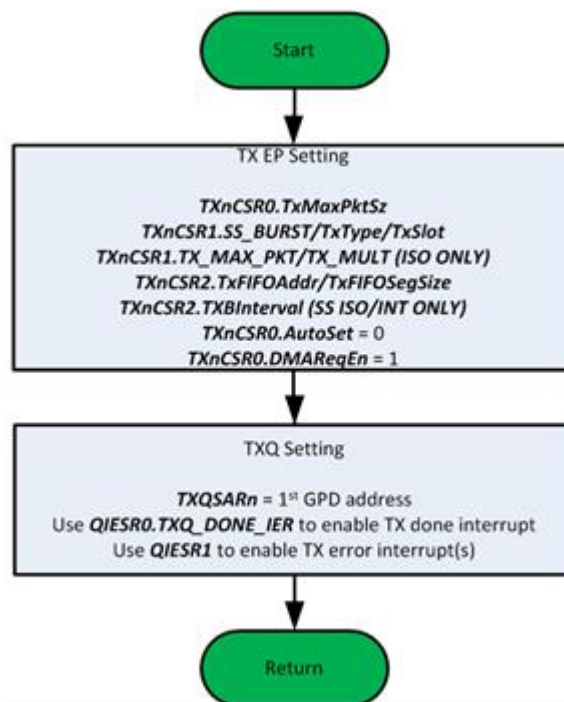 Start
TX EP Setting
TXnCSR0.TxMaxPktSz
TXnCSR1.SS_BURST/TxType/TxSlot
TXnCSR1.TX_MAX_PKT/TX_MULT (ISO ONLY)
TXnCSR2.TxFIFOAddr/TxFIFOSegSize
TXnCSR2.TXBInterval (SS ISO/INT ONLY)
TXnCSR0.AutoSet = 0
TXnCSR0.DMAReqEn = 1
TXQ Setting
TXQSARn = 1st GPD address
Use QIESR0.TXQ_DONE_IER to enable TX done interrupt
Use QIESR1 to enable TX error interrupt(s)
Return